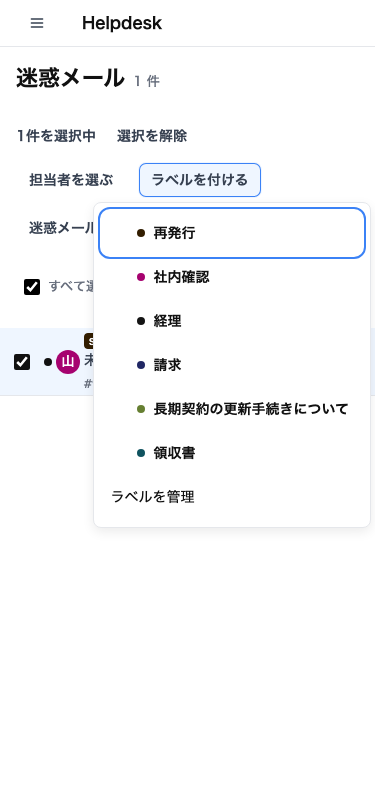 Helpdesk
迷惑メール 1 件
1件を選択中 選択を解除
担当者を選ぶ ラベルを付ける
迷惑メール
再発行
すべて
社内確認
経理
請求
長期契約の更新手続きについて
領収書
ラベルを管理
山
#